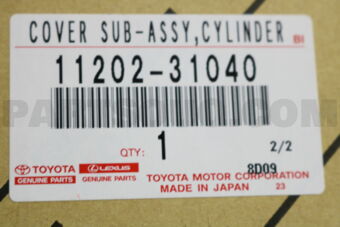 COVER SUB-ASSY,CYLINDER BI
11202-31040
QTY: 1 2/2
8D09
TOYOTA LEXUS
GENUINE PARTS GENUINE PARTS
TOYOTA MOTOR CORPORATION
MADE IN JAPAN 23